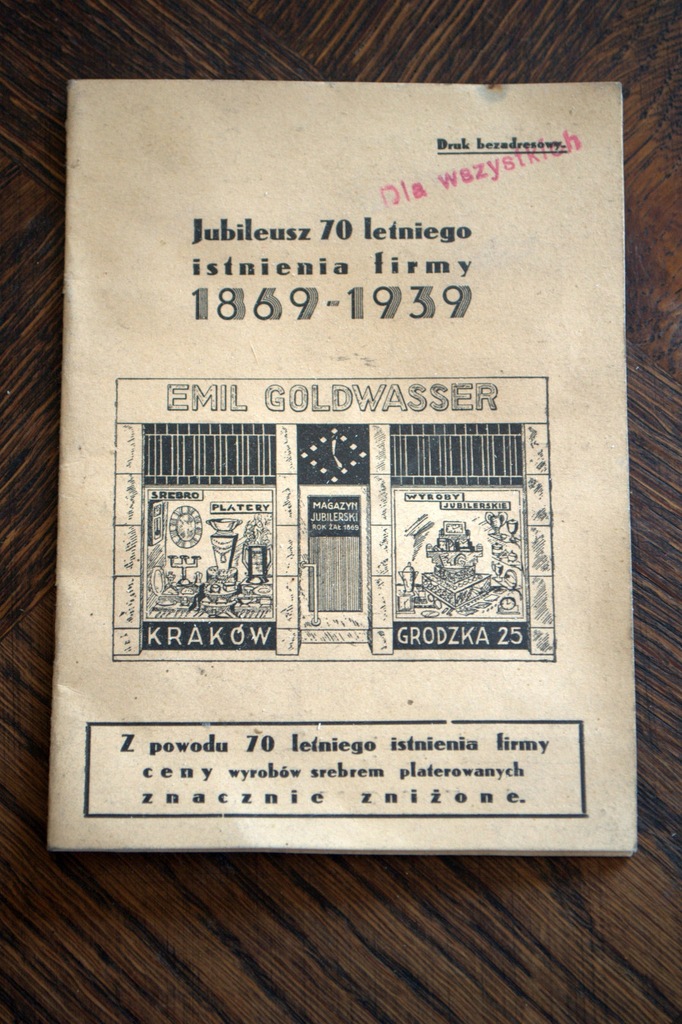 Druk bezadresowy.
Dla wszystkich
Jubileusz 70 letniego
istnienia firmy
1869-1939
EMIL GOLDWASSER
SREBRO
PLATERY
MAGAZYN
JUBILERSKI
ROK ZAŁ 1869
WYROBY
JUBILERSKIE
KRAKÓW
GRODZKA 25
Z powodu 70 letniego istnienia firmy
ceny wyrobów srebrem platerowanych
znacznie zniżone.